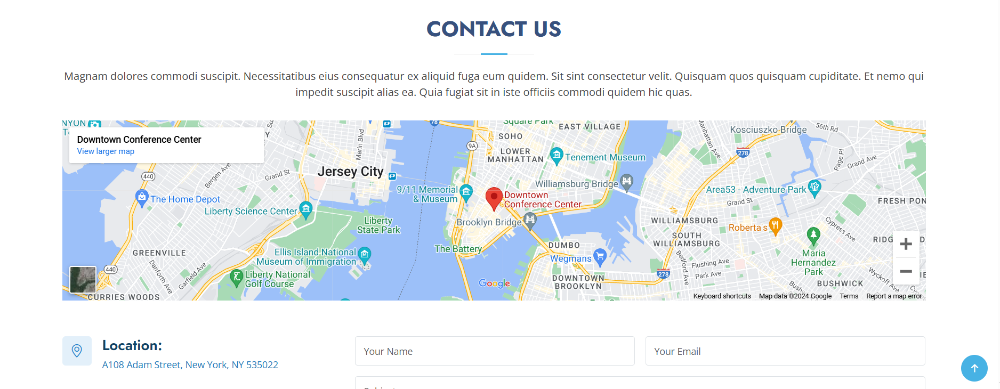 CONTACT US
Magnam dolores commodi suscipit. Necessitatibus eius consequatur ex aliquid fuga eum quidem. Sit sint consectetur velit. Quisquam quos quisquam cupiditate. Et nemo qui
impedit suscipit alias ea. Quia fugiat sit in iste officiis commodi quidem hic quas.
NYON
Downtown Conference Center
View larger map
78
Square Park
EAST VILLAGE
Kosciuszko Bridge
56th Rd
Manhattan Ave
SOHO
9A
LOWER
MANHATTAN
Tenement Museum
278
Page Pl
Grand Ave
Marin Blvd
Bergen Ave
Grand St
Jersey City
440
Williamsburg Bridge
9/11 Memorial
& Museum
Area53 - Adventure Park
The Home Depot
Downtown
Conference Center
Grand St
FRESH PON
Liberty Science Center
Liberty
State Park
Brooklyn Bridge
WILLIAMSBURG
Roberta's
Cypress Ave
SOUTH
WILLIAMSBURG
RIDG
D
GREENVILLE
The Battery
DUMBO
Ellis Island National
Museum of Immigration
Wegmans
Maria
Hernandez
Park
Bedford Ave
Flushing Ave
Park Ave
Danforth Ave
Garfield Ave
440
Liberty National
Golf Course
Google
DOWNTOWN
BROOKLYN
278
BUSHWICK
Wyckoff Ave
CURRIES WOODS
Keyboard shortcuts
Map data ©2024 Google
Terms
Report a map error
Location:
A108 Adam Street, New York, NY 535022
Your Name
Your Email